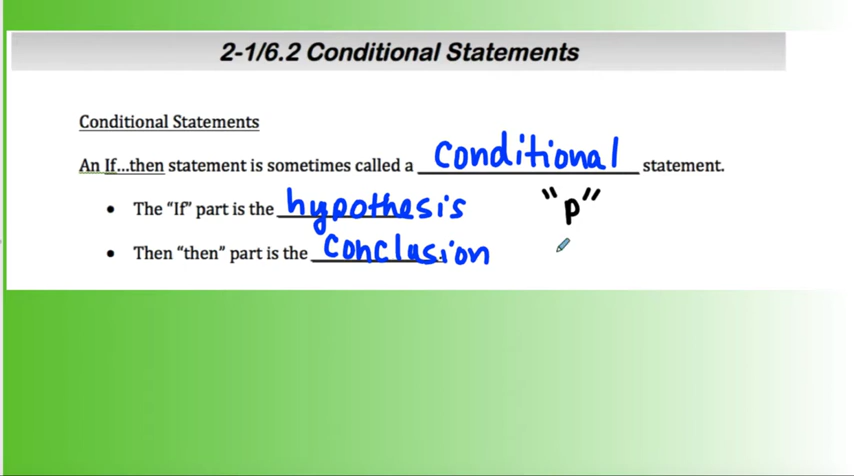 2-1/6.2 Conditional Statements
Conditional Statements
An If...then statement is sometimes called a conditional statement.
• The "If" part is the hypothesis "p"
• Then "then" part is the conclusion.